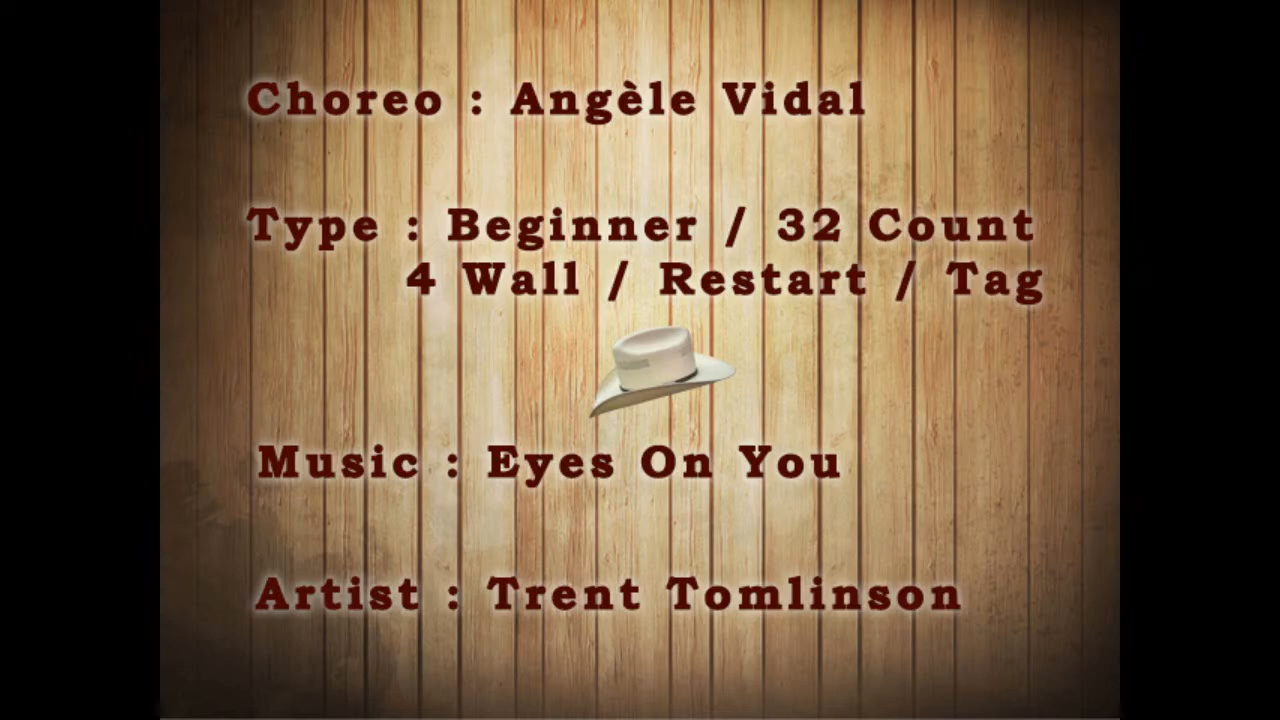 Choreo : Angèle Vidal
Type : Beginner / 32 Count
4 Wall / Restart / Tag
Music : Eyes On You
Artist : Trent Tomlinson